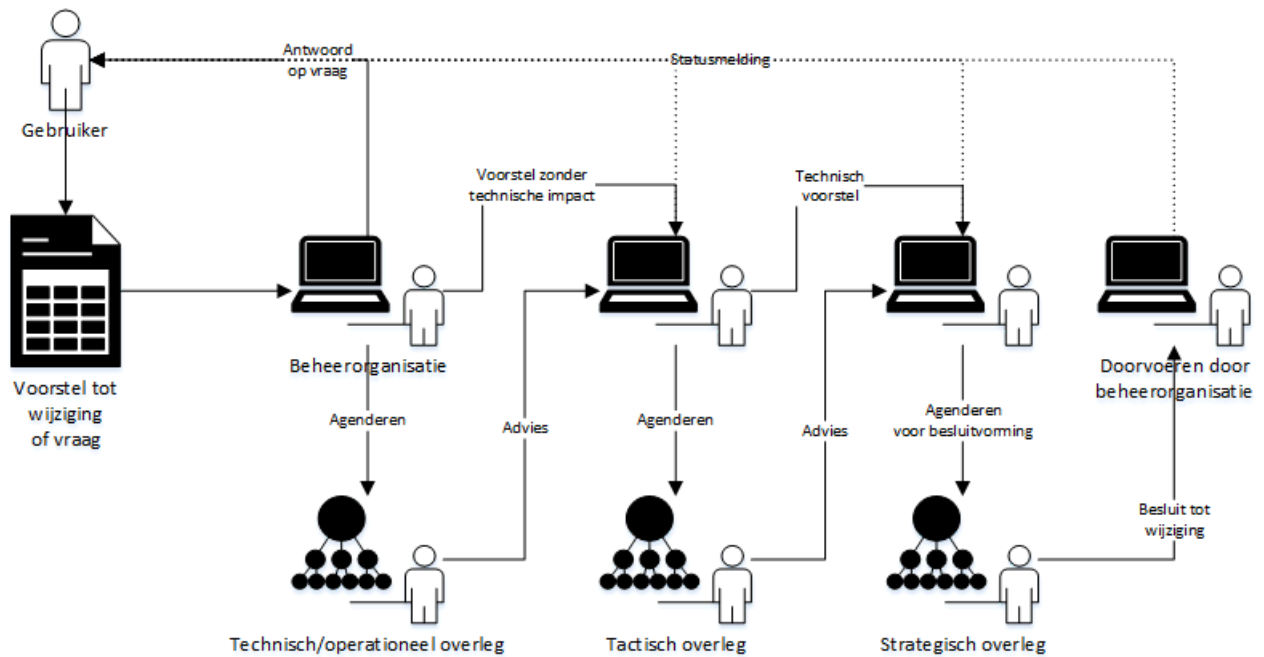 Antwoord
op vraag
Statusmelding
Gebruiker
Voorstel zonder
technische impact
Technisch
voorstel
Beheerorganisatie
Doorvoeren door
beheerorganisatie
Voorstel tot
wijziging
of vraag
Agenderen
Advies
Agenderen
Advies
Agenderen
voor besluitvorming
Besluit tot
wijziging
Technisch/operationeel overleg
Tactisch overleg
Strategisch overleg